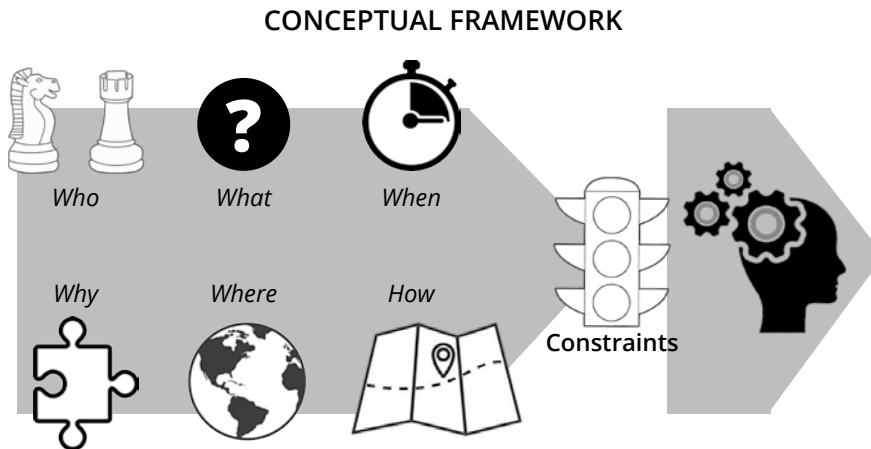 CONCEPTUAL FRAMEWORK
?
Who
What
When
Why
Where
How
Constraints